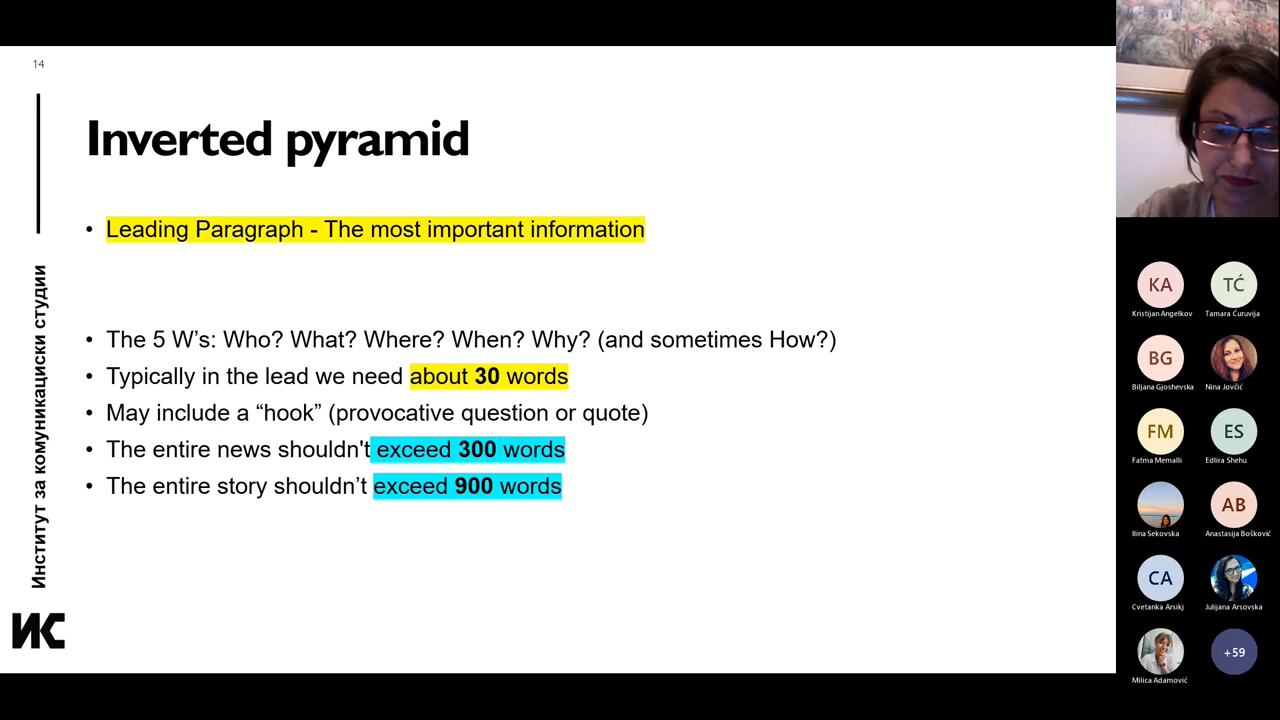 14
Inverted pyramid
• Leading Paragraph - The most important information
• The 5 W’s: Who? What? Where? When? Why? (and sometimes How?)
• Typically in the lead we need about 30 words
• May include a “hook” (provocative question or quote)
• The entire news shouldn't exceed 300 words
• The entire story shouldn’t exceed 900 words
Институт за комуникациски студии
ИС
KA
TĆ
Kristijan Angelkov
Tamara Ćuruvija
BG
Biljana Gjoshevska
Nina Jovčić
FM
ES
Fatma Memalli
Edlira Shehu
AB
Ilina Sekovska
Anastasija Bošković
CA
Cvetanka Arsikj
Julijana Arsovska
+59
Milica Adamović